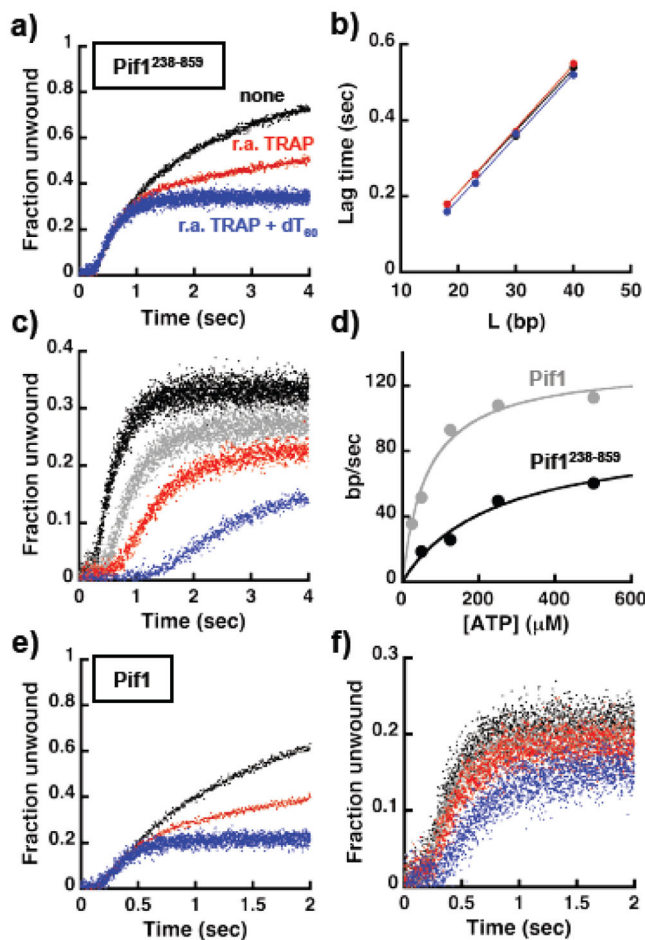 a)
Pif1238-859
none
r.a. TRAP
r.a. TRAP + dT60
Fraction unwound
1
0.8
0.6
0.4
0.2
0
0 1 2 3 4
Time (sec)
b)
Lag time (sec)
0.6
0.4
0.2
0
10 20 30 40 50
L (bp)
c)
Fraction unwound
0.4
0.3
0.2
0.1
0
0 1 2 3 4
Time (sec)
d)
bp/sec
120
80
40
0
Pif1
Pif1238-859
0 200 400 600
[ATP] (μM)
e)
Pif1
Fraction unwound
1
0.8
0.6
0.4
0.2
0
0 0.5 1 1.5 2
Time (sec)
f)
Fraction unwound
0.3
0.2
0.1
0
0 0.5 1 1.5 2
Time (sec)